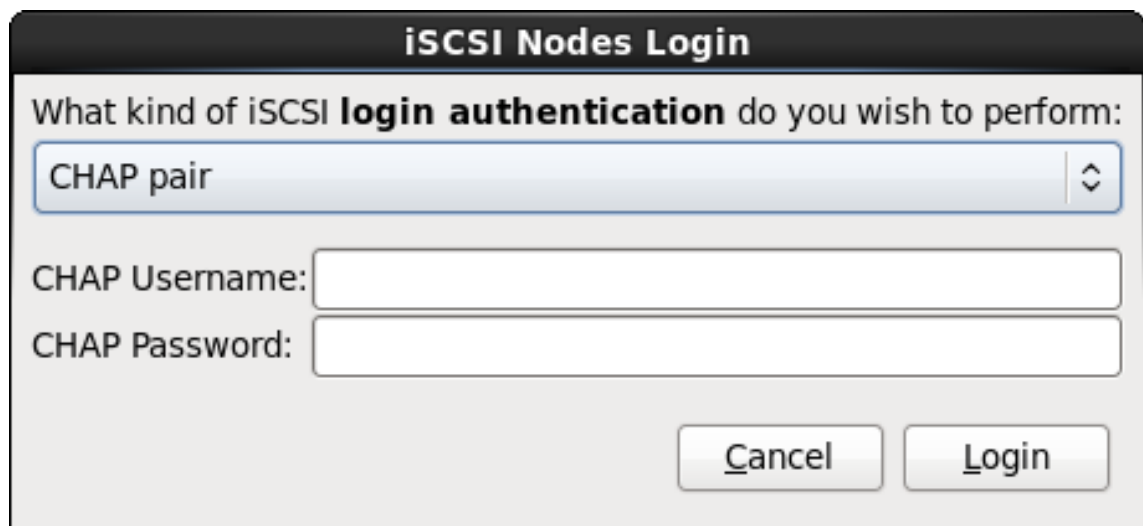 iSCSI Nodes Login
What kind of iSCSI login authentication do you wish to perform:
CHAP pair
CHAP Username:
CHAP Password:
Cancel Login